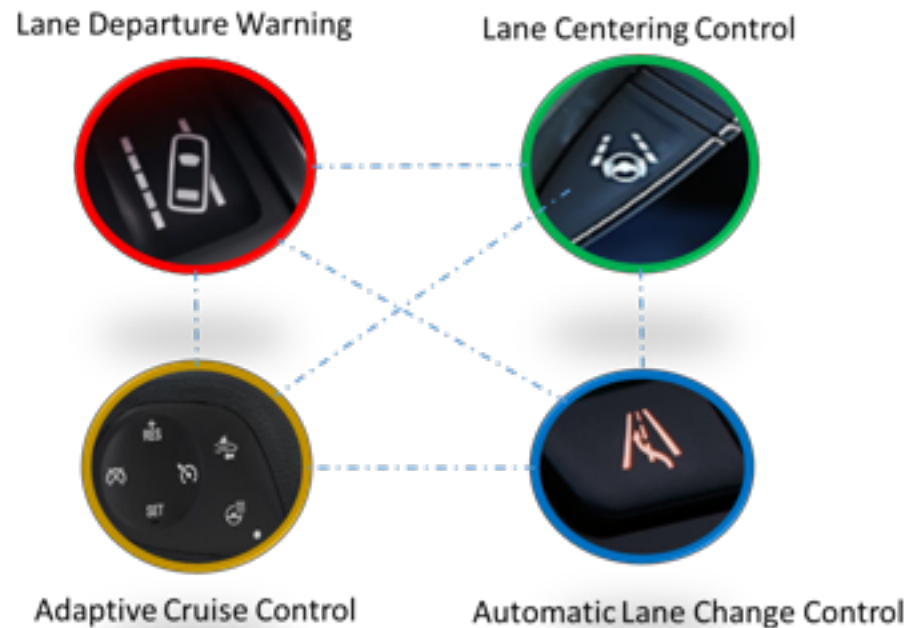 Lane Departure Warning
Lane Centering Control
RES
SET
Adaptive Cruise Control
Automatic Lane Change Control